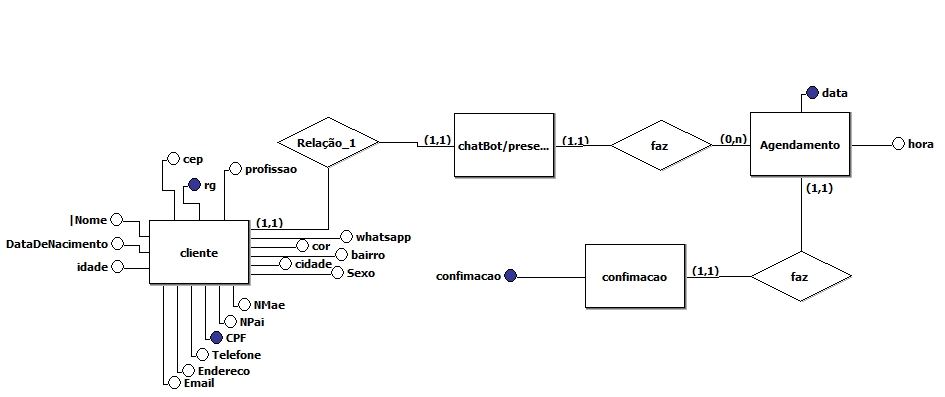 data
Relação_1
(1,1)
chatBot/prese...
(1,1)
faz
(0,n)
Agendamento
hora
cep
rg
profissao
(1,1)
(1,1)
|Nome
DataDeNacimento
idade
cliente
whatsapp
cor
bairro
cidade
Sexo
confimacao
confimacao
(1,1)
faz
NMae
NPai
CPF
Telefone
Endereco
Email